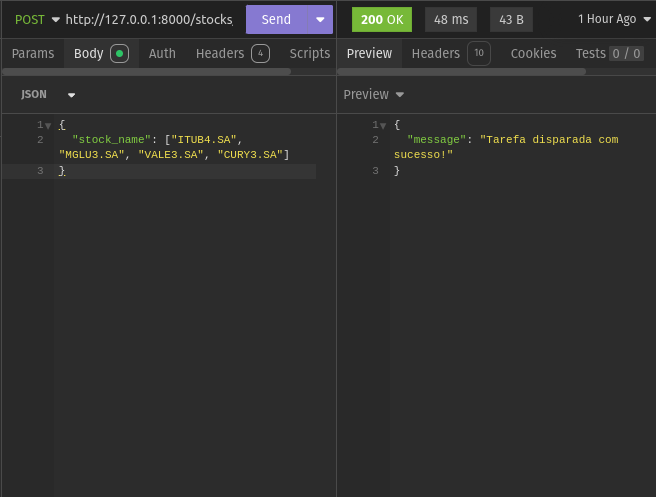 POST http://127.0.0.1:8000/stocks_ Send 200 OK 48 ms 43 B 1 Hour Ago
Params Body Auth Headers 4 Scripts Preview Headers 10 Cookies Tests 0 / 0
JSON Preview
1 {
2 "stock_name": ["ITUB4.SA",
"MGLU3.SA", "VALE3.SA", "CURY3.SA"]
3 }
1 {
2 "message": "Tarefa disparada com
sucesso!"
3 }